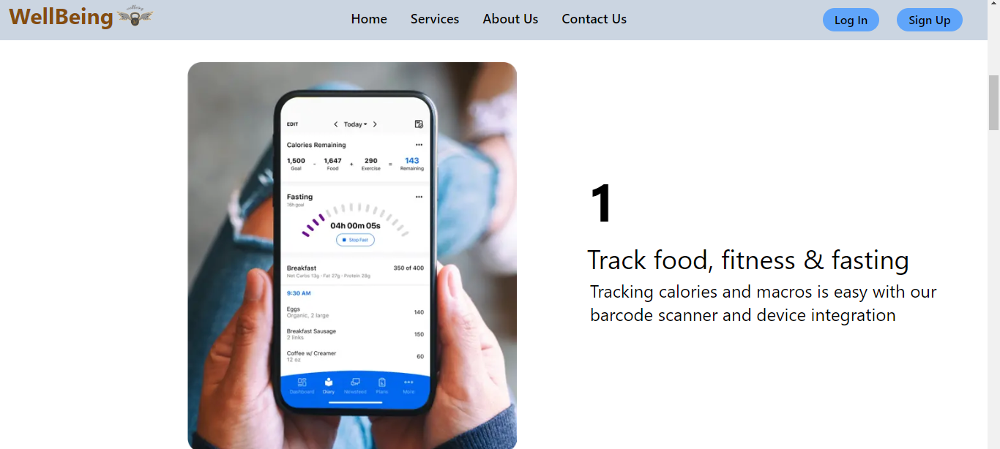 WellBeing
wellbeing
Home Services About Us Contact Us
Log In Sign Up
EDIT Today
Calories Remaining
1,500 - 1,647 + 290 = 143
Goal Food Exercise Remaining
Fasting
16h goal
04h 00m 05s
Stop Fast
Breakfast 350 of 400
Net Carbs 13g · Fat 27g · Protein 28g
9:30 AM
Eggs 140
Organic, 2 large
Breakfast Sausage 150
2 links
Coffee w/ Creamer 60
12 oz
Dashboard Diary Newsfeed Plans More
1
Track food, fitness & fasting
Tracking calories and macros is easy with our
barcode scanner and device integration